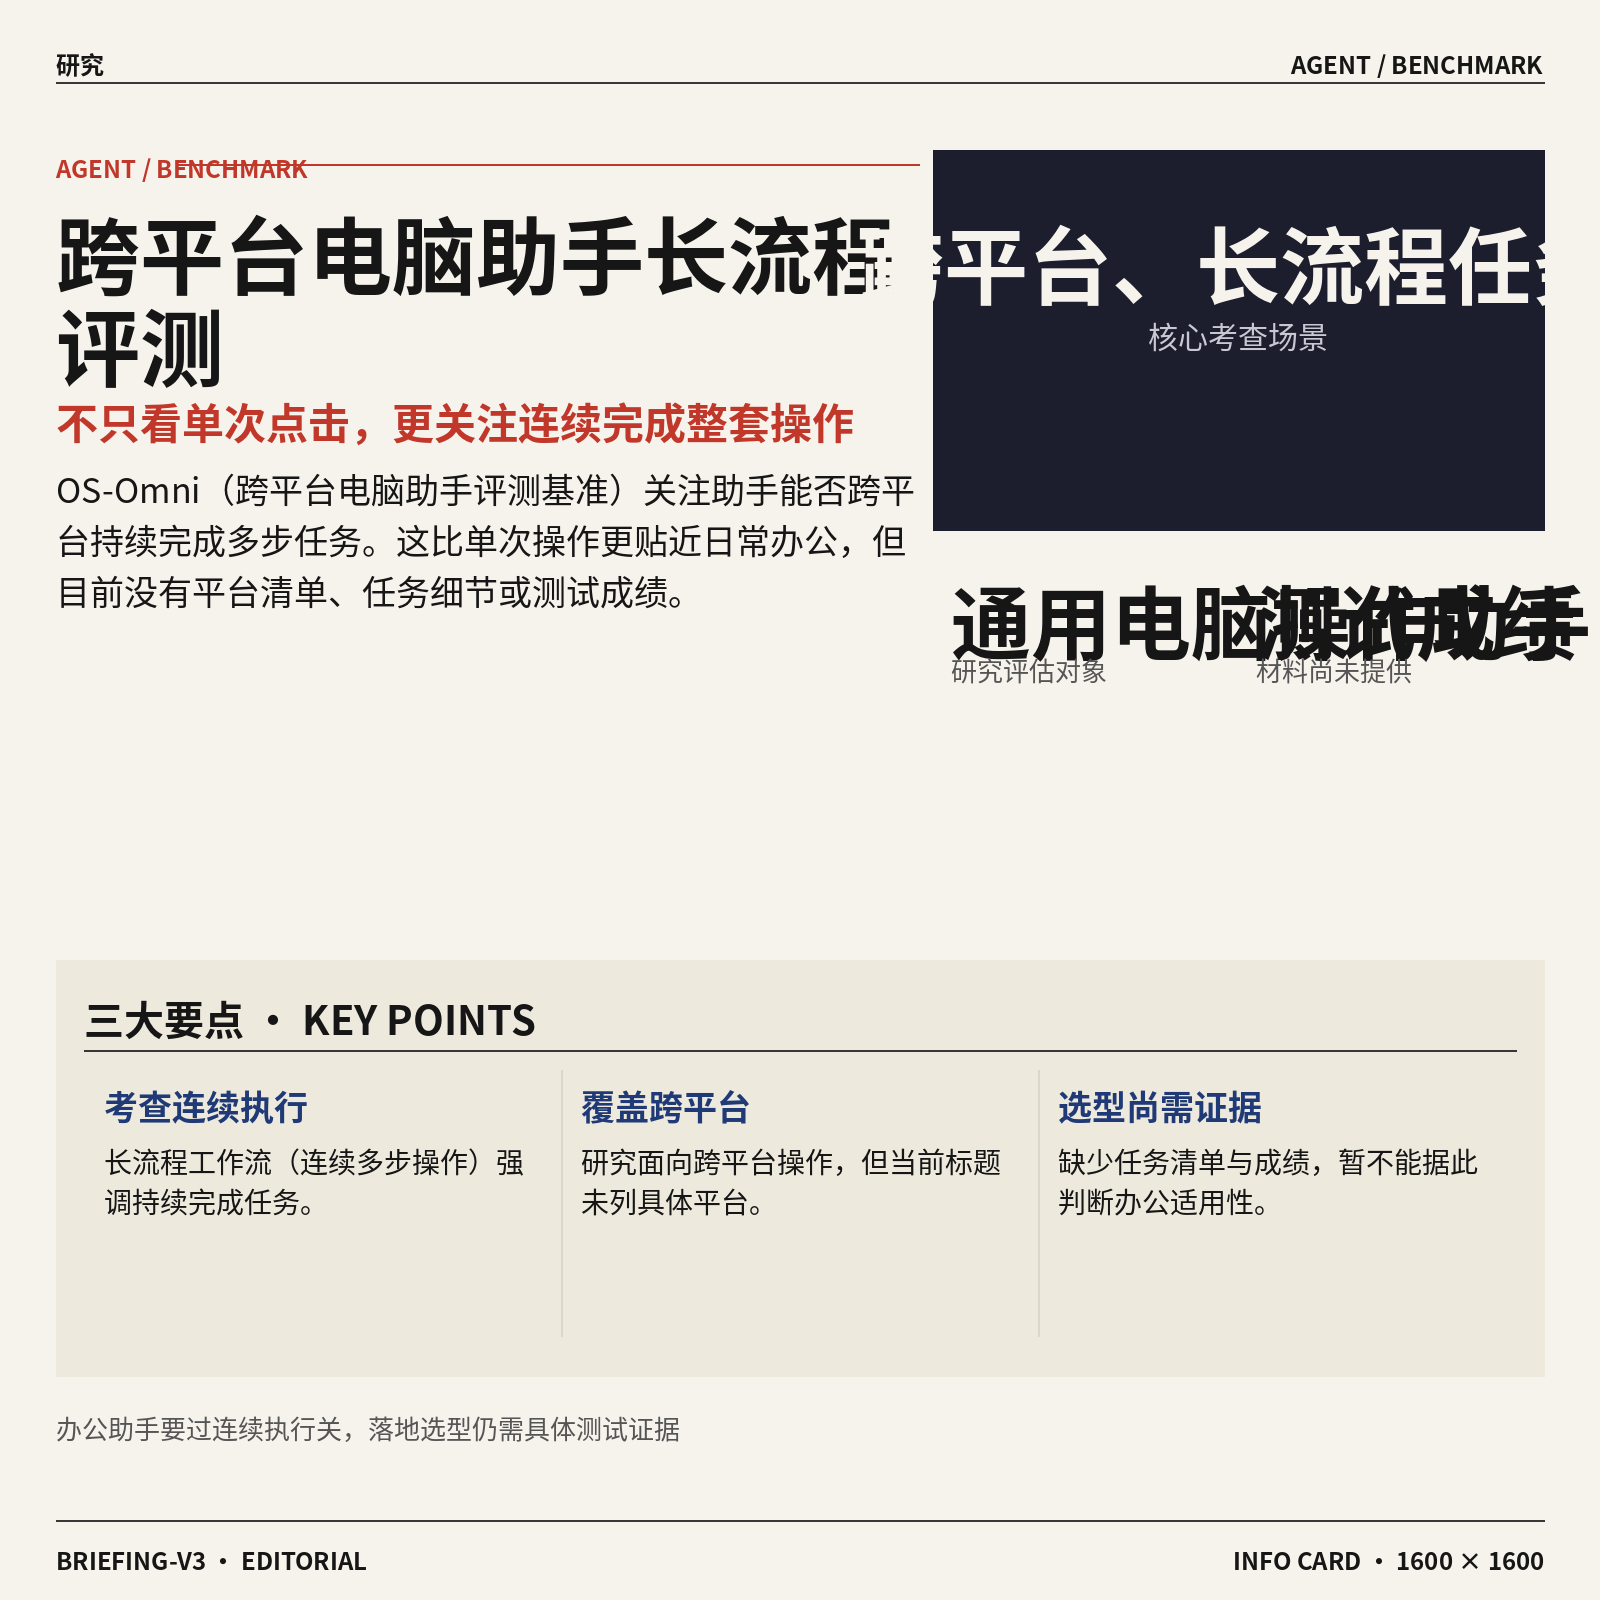 研究
AGENT / BENCHMARK
AGENT / BENCHMARK
跨平台电脑助手长流程
评测
不只看单次点击，更关注连续完成整套操作
OS-Omni（跨平台电脑助手评测基准）关注助手能否跨平
台持续完成多步任务。这比单次操作更贴近日常办公，但
目前没有平台清单、任务细节或测试成绩。
跨平台、长流程任务
核心考查场景
通用电脑
成绩
研究评估对象
材料尚未提供
三大要点 · KEY POINTS
考查连续执行
长流程工作流（连续多步操作）强
调持续完成任务。
覆盖跨平台
研究面向跨平台操作，但当前标题
未列具体平台。
选型尚需证据
缺少任务清单与成绩，暂不能据此
判断办公适用性。
办公助手要过连续执行关，落地选型仍需具体测试证据
BRIEFING-V3 · EDITORIAL
INFO CARD · 1600 × 1600